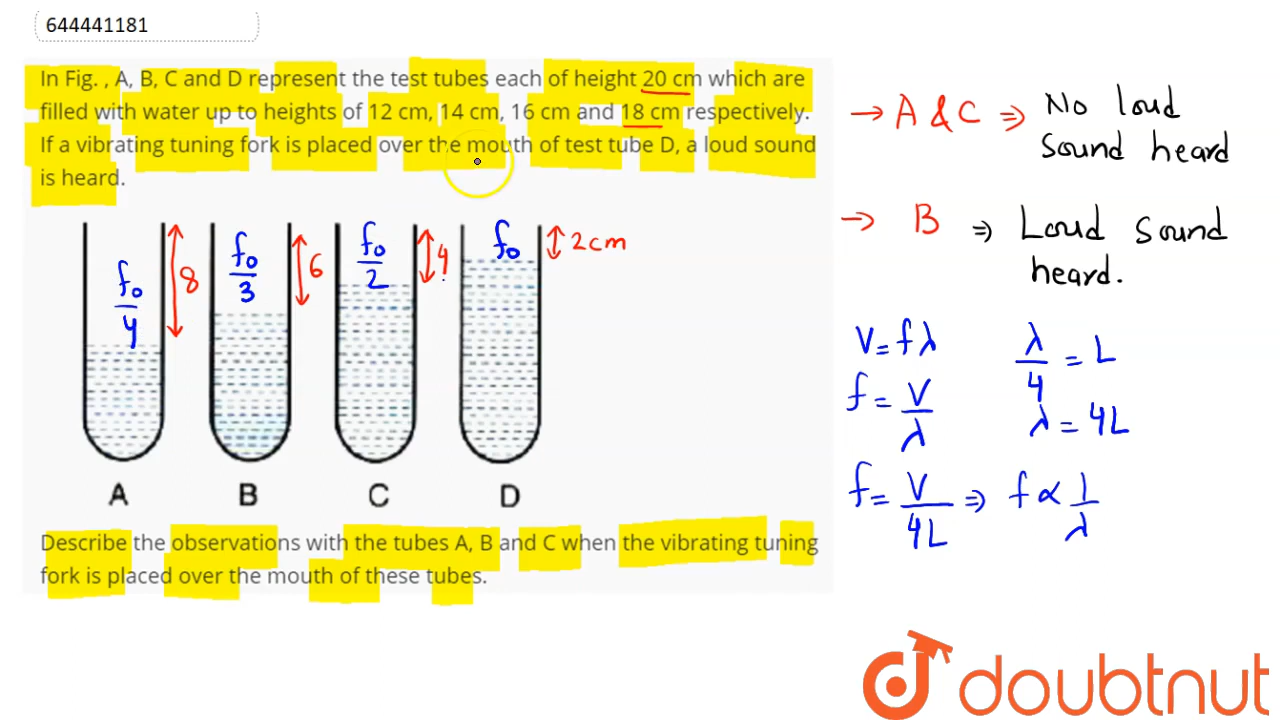 644441181
In Fig. , A, B, C and D represent the test tubes each of height 20 cm which are
filled with water up to heights of 12 cm, 14 cm, 16 cm and 18 cm respectively.
If a vibrating tuning fork is placed over the mouth of test tube D, a loud sound
is heard.
f₀/4
8
f₀/3
6
f₀/2
4
f₀
2 cm
A
B
C
D
Describe the observations with the tubes A, B and C when the vibrating tuning
fork is placed over the mouth of these tubes.
→ A & C ⇒ No loud
sound heard
→ B ⇒ Loud sound
heard.
V = fλ
f = V/λ
f = V/4L ⇒ f ∝ 1/λ
λ/4 = L
λ = 4L
doubtnut